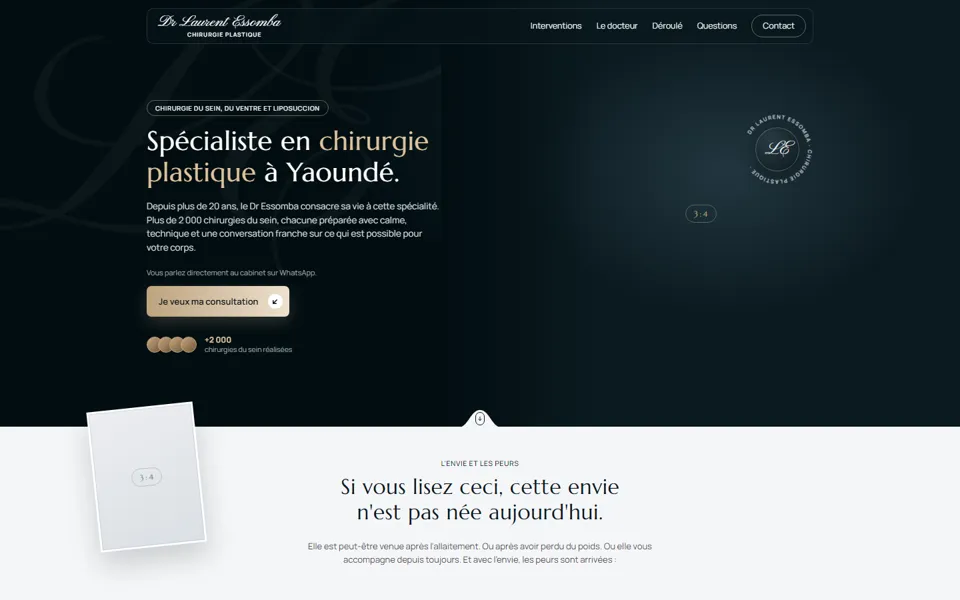 Dr Laurent Essomba
CHIRURGIE PLASTIQUE
Interventions
Le docteur
Déroulé
Questions
Contact
CHIRURGIE DU SEIN, DU VENTRE ET LIPOSUCCION
Spécialiste en chirurgie
plastique à Yaoundé.
Depuis plus de 20 ans, le Dr Essomba consacre sa vie à cette spécialité.
Plus de 2 000 chirurgies du sein, chacune préparée avec calme,
technique et une conversation franche sur ce qui est possible pour
votre corps.
Vous parlez directement au cabinet sur WhatsApp.
Je veux ma consultation
+2 000
chirurgies du sein réalisées
DR LAURENT ESSOMBA · CHIRURGIE PLASTIQUE ·
LE
3:4
3:4
L'ENVIE ET LES PEURS
Si vous lisez ceci, cette envie
n'est pas née aujourd'hui.
Elle est peut-être venue après l'allaitement. Ou après avoir perdu du poids. Ou elle vous
accompagne depuis toujours. Et avec l'envie, les peurs sont arrivées :